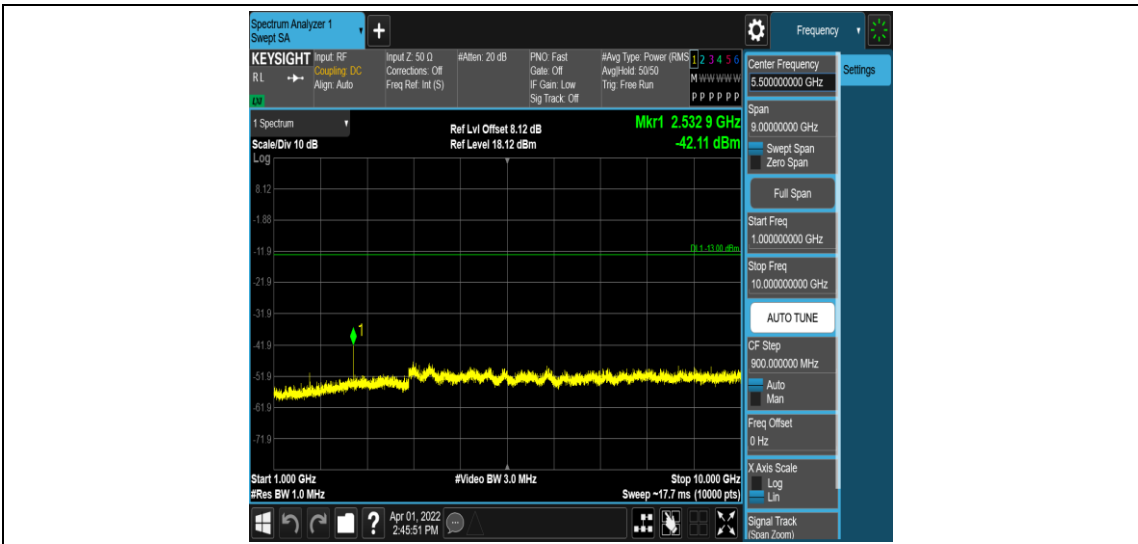 Spectrum Analyzer 1
Swept SA
Frequency
KEYSIGHT
Input: RF
Input Z: 50 Ω
#Atten: 20 dB
PNO: Fast
#Avg Type: Power (RMS
1 2 3 4 5 6
RL
Coupling: DC
Corrections: Off
Gate: Off
Avg|Hold: 50/50
M W W W W W
Align: Auto
Freq Ref: Int (S)
IF Gain: Low
Trig: Free Run
Sig Track: Off
P P P P P P
1 Spectrum
Ref Lvl Offset 8.12 dB
Mkr1 2.532 9 GHz
Scale/Div 10 dB
Ref Level 18.12 dBm
-42.11 dBm
Log
8.12
-1.88
-11.9
DL1 -13.00 dBm
-21.9
-31.9
1
-41.9
-51.9
-61.9
-71.9
Start 1.000 GHz
#Video BW 3.0 MHz
Stop 10.000 GHz
#Res BW 1.0 MHz
Sweep ~17.7 ms (10000 pts)
Apr 01, 2022
2:45:51 PM
Center Frequency
5.500000000 GHz
Settings
Span
9.00000000 GHz
Swept Span
Zero Span
Full Span
Start Freq
1.000000000 GHz
Stop Freq
10.000000000 GHz
AUTO TUNE
CF Step
900.000000 MHz
Auto
Man
Freq Offset
0 Hz
X Axis Scale
Log
Lin
Signal Track
(Span Zoom)